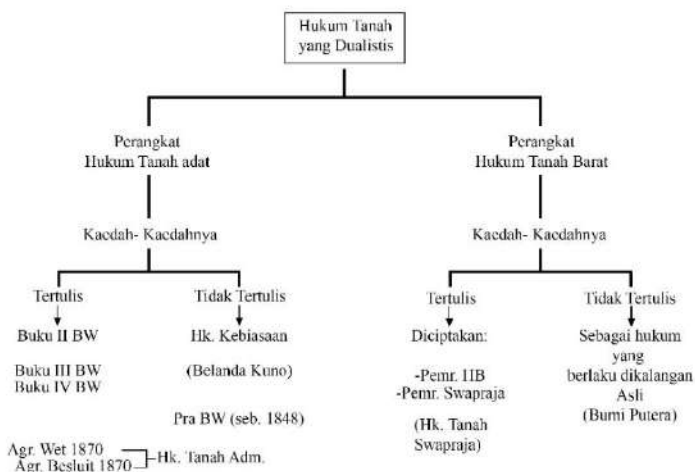 Hukum Tanah
yang Dualistis
Perangkat
Hukum Tanah adat
Perangkat
Hukum Tanah Barat
Kaedah- Kaedahnya
Kaedah- Kaedahnya
Tertulis
Tidak Tertulis
Tertulis
Tidak Tertulis
Buku II BW
Buku III BW
Buku IV BW
Hk. Kebiasaan
(Belanda Kuno)
Pra BW (seb. 1848)
Agr. Wet 1870
Agr. Besluit 1870
Hk. Tanah Adm.
Diciptakan:
-Pemr. HB
-Pemr. Swapraja
(Hk. Tanah
Swapraja)
Sebagai hukum
yang
berlaku dikalangan
Asli
(Bumi Putera)